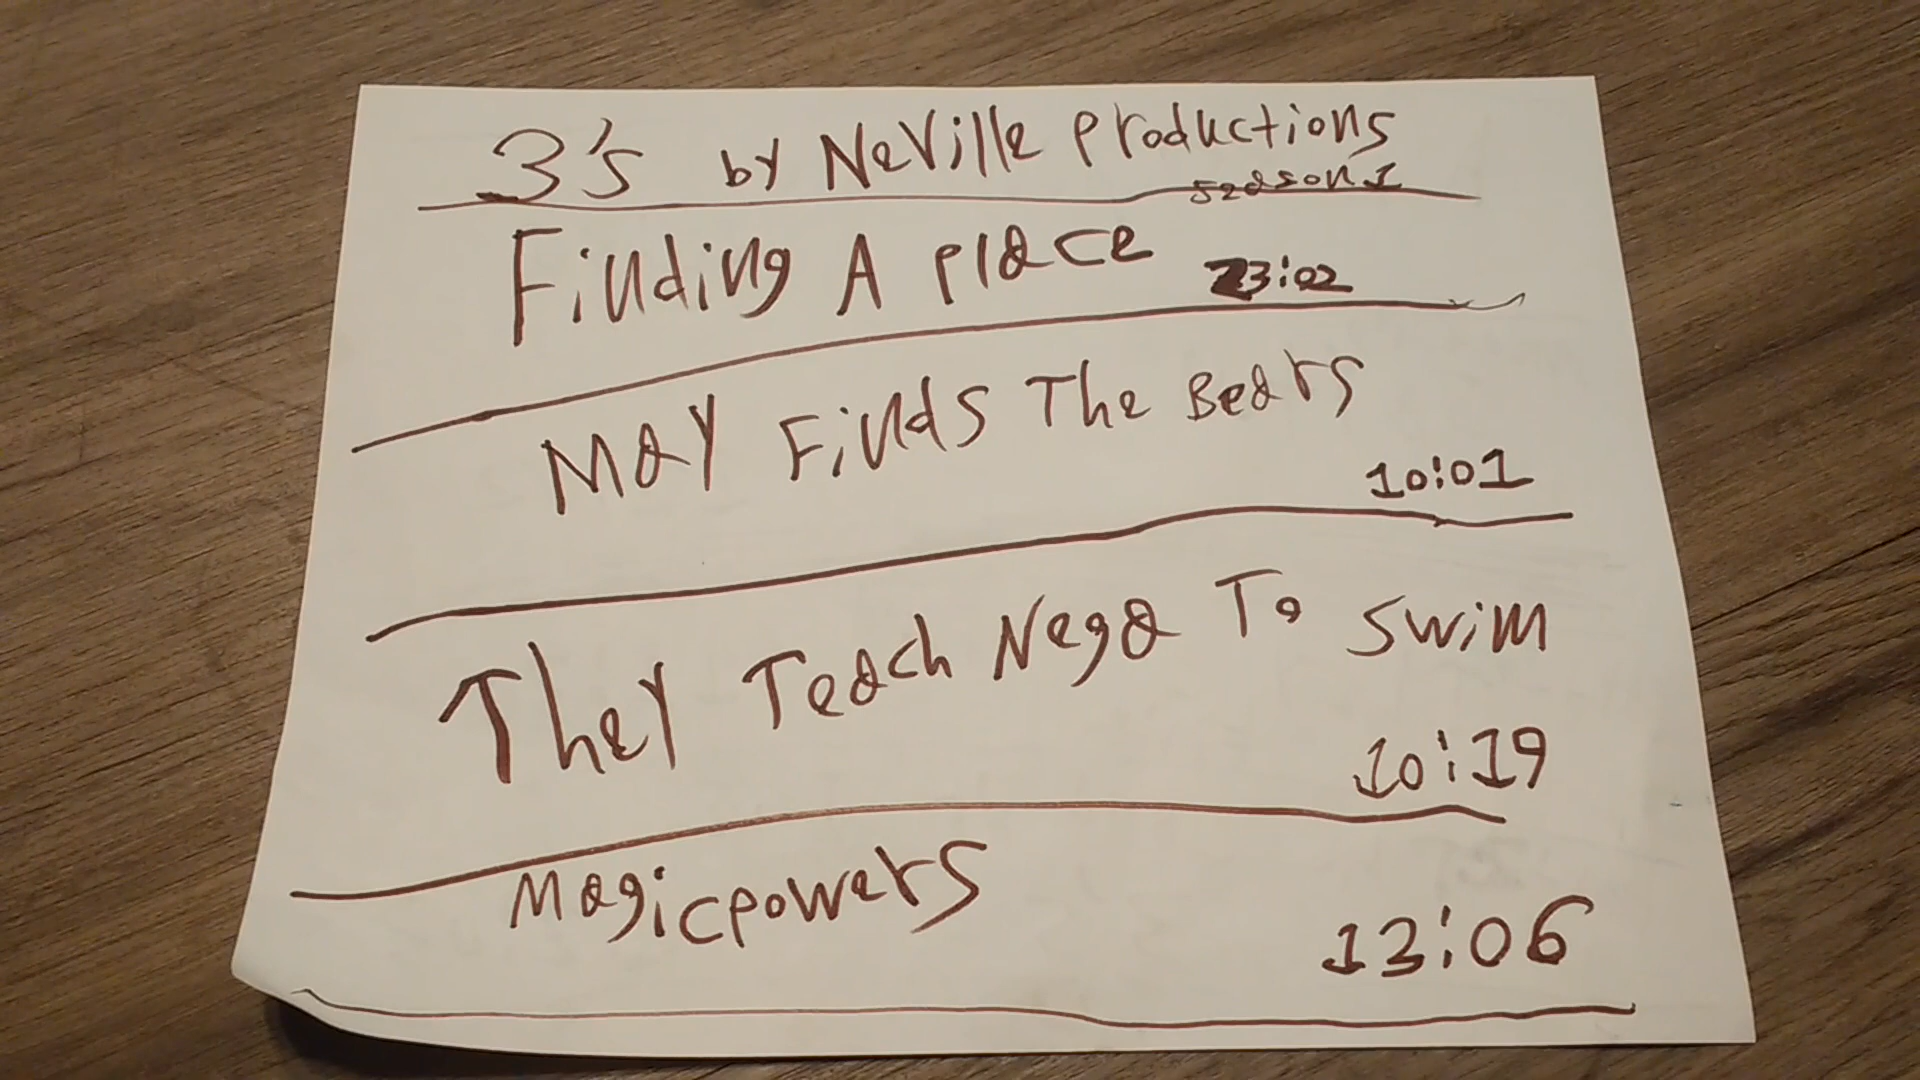 3's by NeVille Productions
Season 1
Finding A place 23:02
MaY Finds The Bears
10:01
TheY Teach Nega To Swim
10:19
Magicpowers
13:06